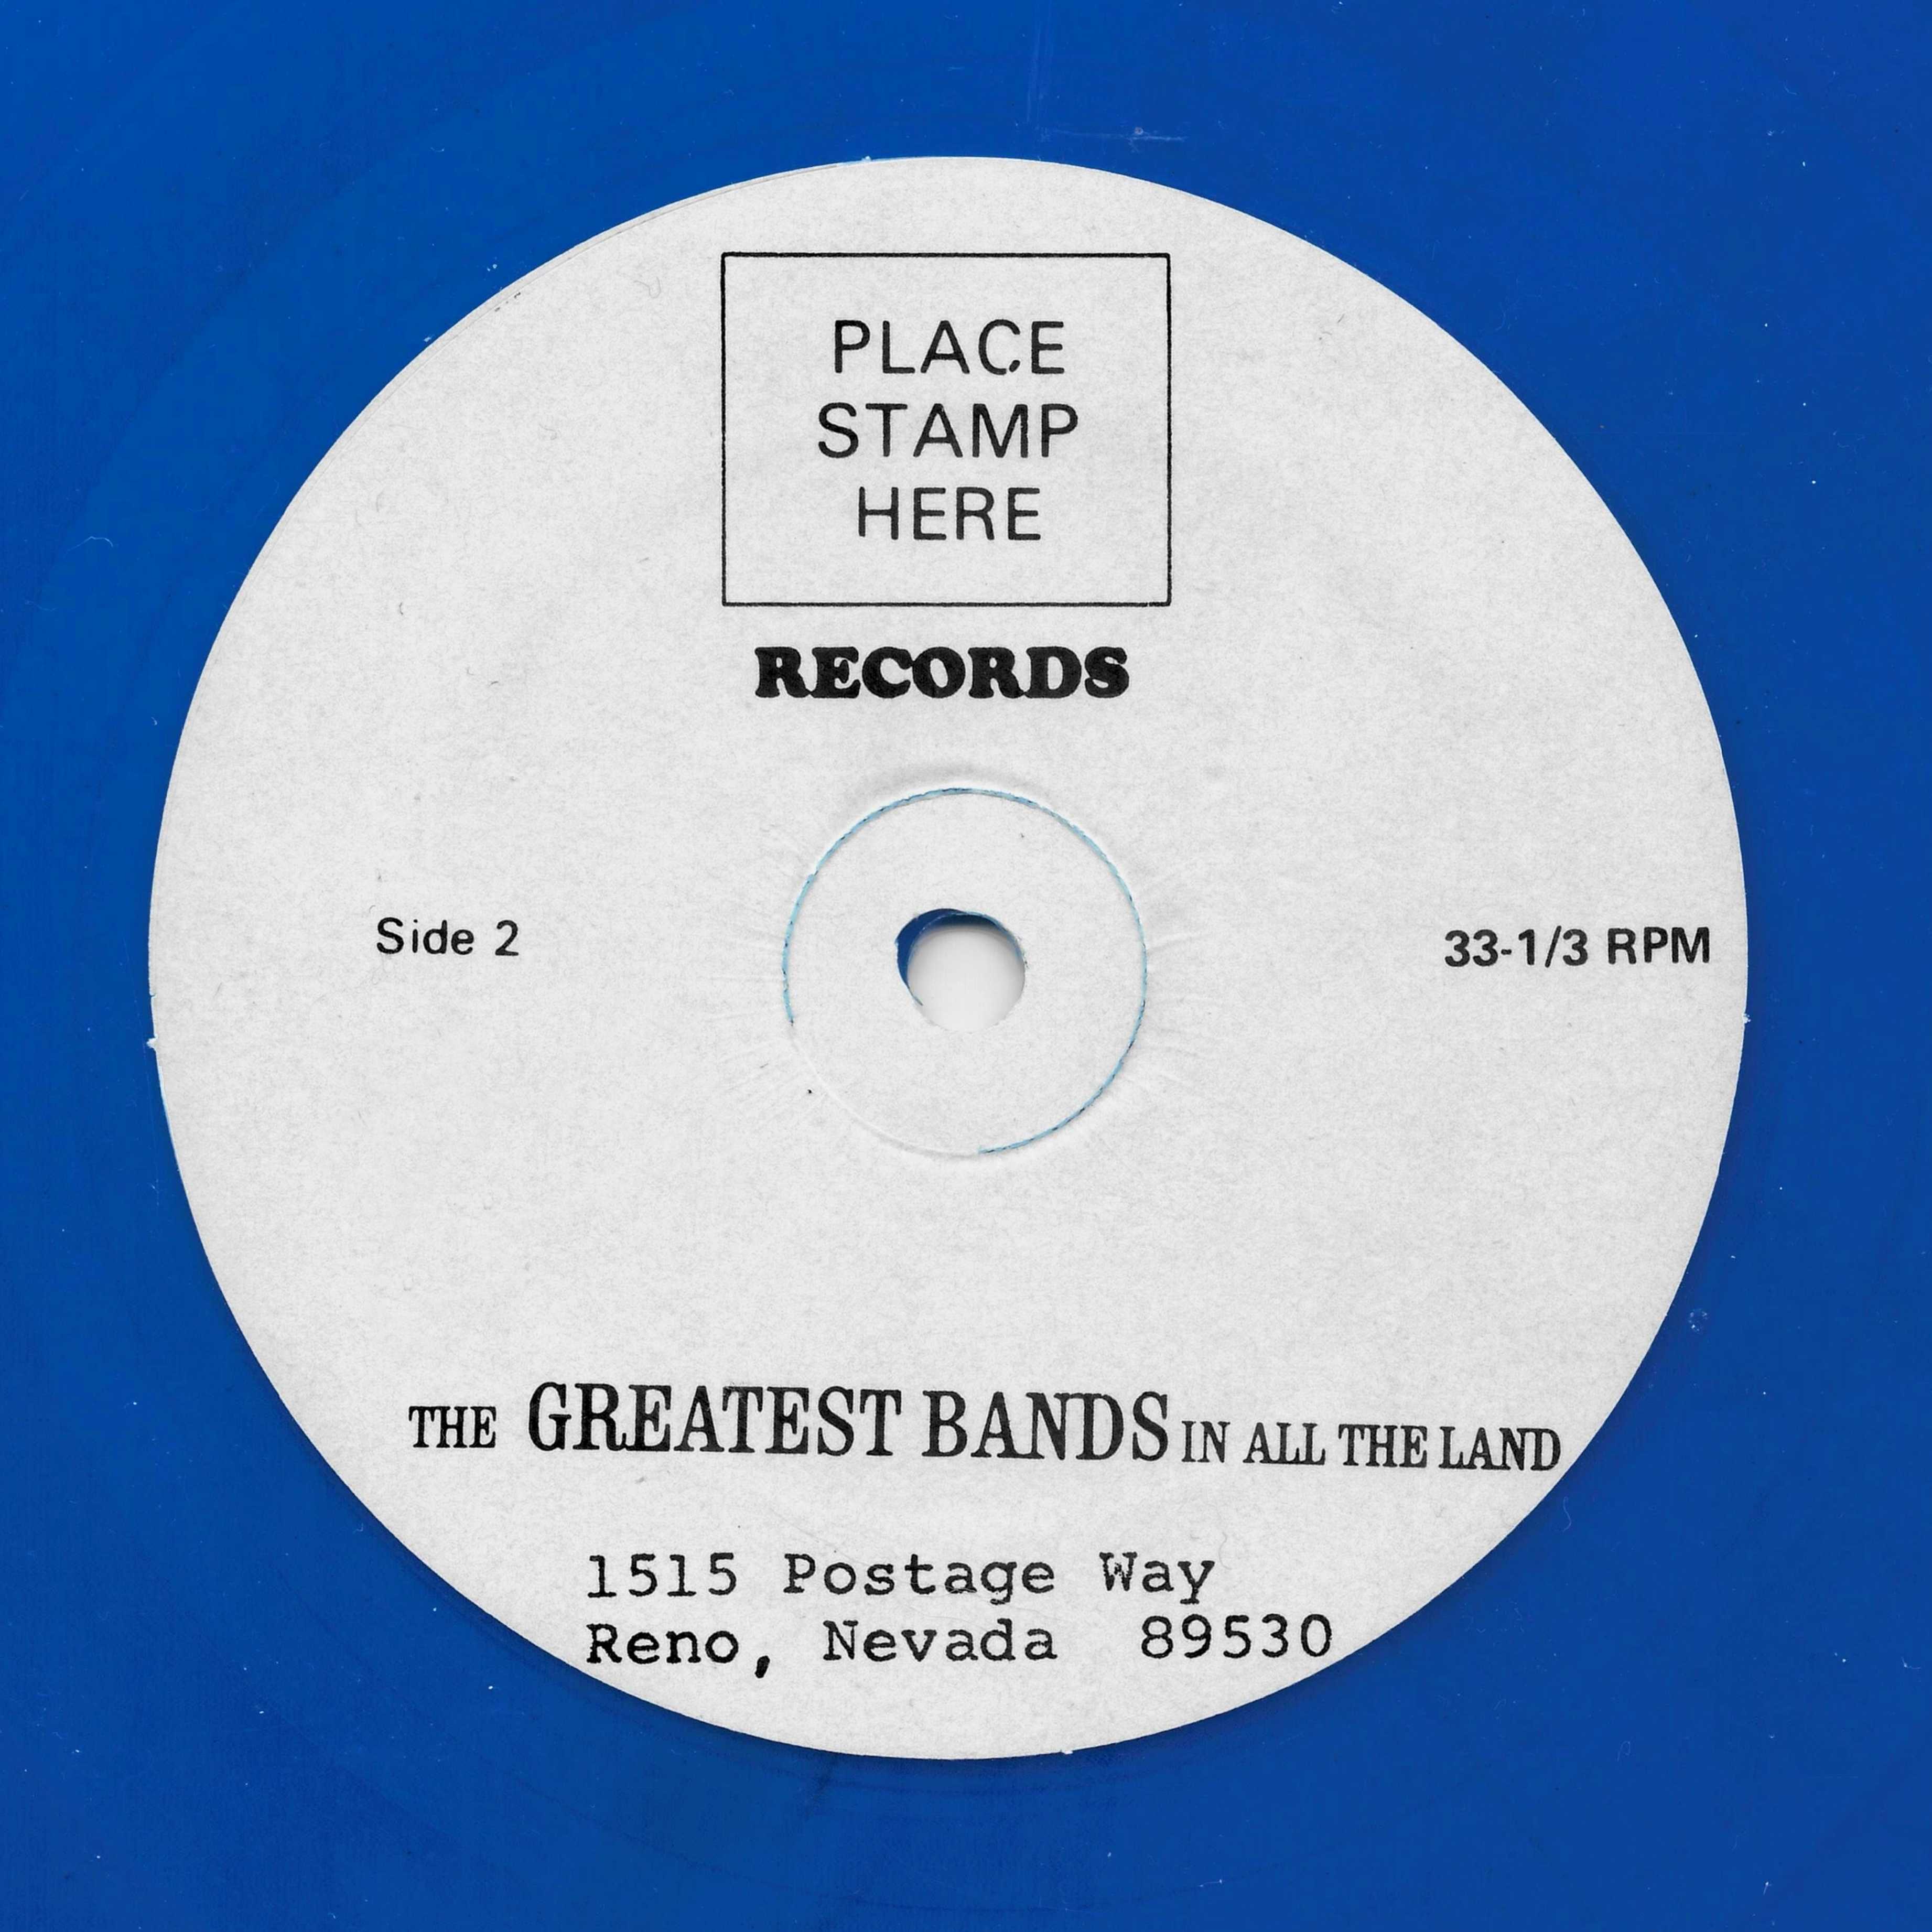 PLACE
STAMP
HERE
RECORDS
Side 2
33-1/3 RPM
THE GREATEST BANDS IN ALL THE LAND
1515 Postage Way
Reno, Nevada 89530